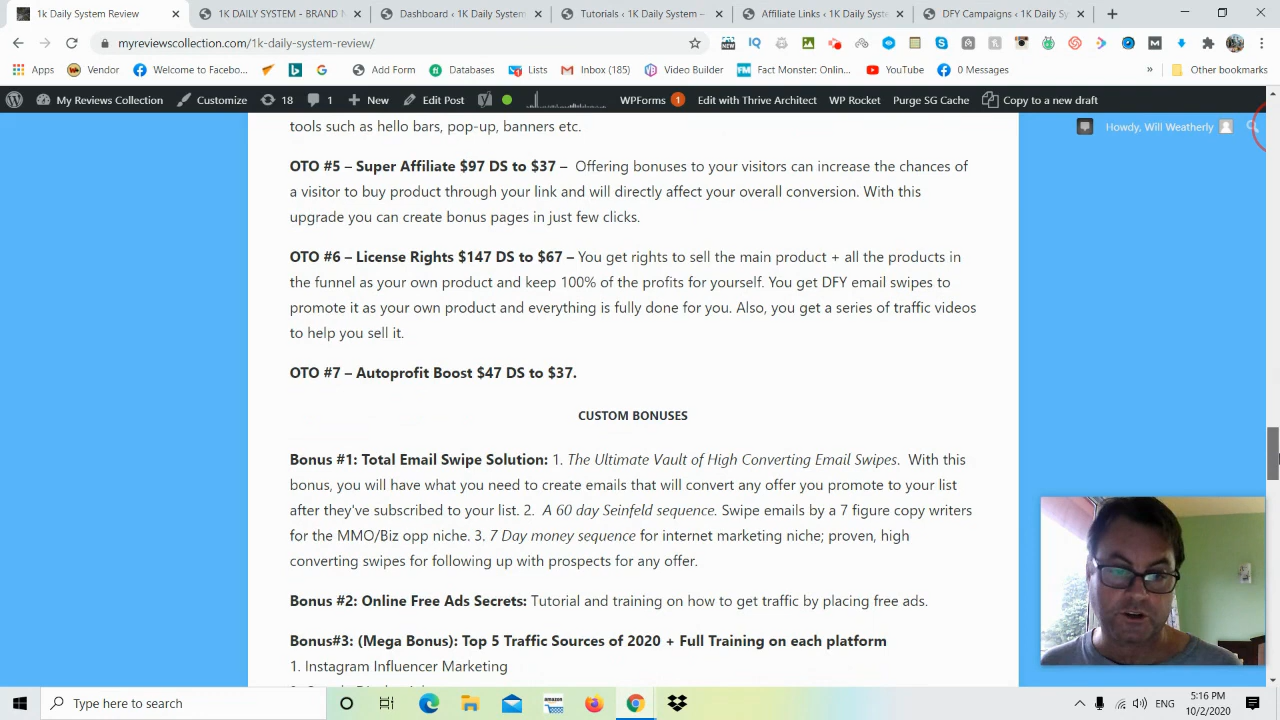 1k Daily System Review
1K DAILY SYSTEM - BRAND N
Dashboard ‹ 1K Daily System
Tutorials ‹ 1K Daily System —
Affiliate Links ‹ 1K Daily Syste
DFY Campaigns ‹ 1K Daily Sy
myreviewscollection.com/1k-daily-system-review/
Apps
Vendor
Welcome to Facebo...
Add Form
Databases
Lists
Inbox (185)
Video Builder
Fact Monster: Onlin...
YouTube
0 Messages
»
Other bookmarks
My Reviews Collection
Customize
18
1
New
Edit Post
WPForms 1
Edit with Thrive Architect
WP Rocket
Purge SG Cache
Copy to a new draft
Howdy, Will Weatherly
tools such as hello bars, pop-up, banners etc.
OTO #5 – Super Affiliate $97 DS to $37 – Offering bonuses to your visitors can increase the chances of
a visitor to buy product through your link and will directly affect your overall conversion. With this
upgrade you can create bonus pages in just few clicks.
OTO #6 – License Rights $147 DS to $67 – You get rights to sell the main product + all the products in
the funnel as your own product and keep 100% of the profits for yourself. You get DFY email swipes to
promote it as your own product and everything is fully done for you. Also, you get a series of traffic videos
to help you sell it.
OTO #7 – Autoprofit Boost $47 DS to $37.
CUSTOM BONUSES
Bonus #1: Total Email Swipe Solution: 1. The Ultimate Vault of High Converting Email Swipes. With this
bonus, you will have what you need to create emails that will convert any offer you promote to your list
after they've subscribed to your list. 2. A 60 day Seinfeld sequence. Swipe emails by a 7 figure copy writers
for the MMO/Biz opp niche. 3. 7 Day money sequence for internet marketing niche; proven, high
converting swipes for following up with prospects for any offer.
Bonus #2: Online Free Ads Secrets: Tutorial and training on how to get traffic by placing free ads.
Bonus#3: (Mega Bonus): Top 5 Traffic Sources of 2020 + Full Training on each platform
1. Instagram Influencer Marketing
Type here to search
ENG
5:16 PM
10/2/2020